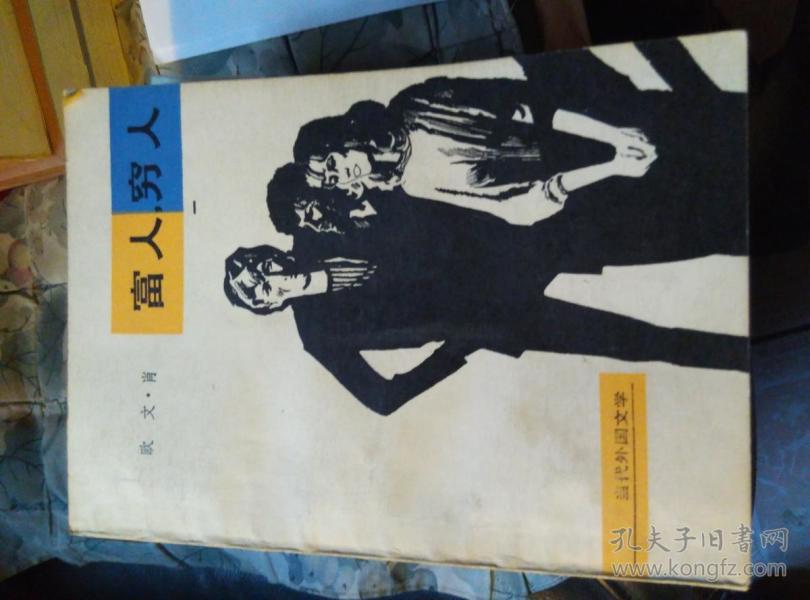 欧文·肖
富人,穷人
一
当代外国文学
孔夫子旧書网
www.kongfz.com